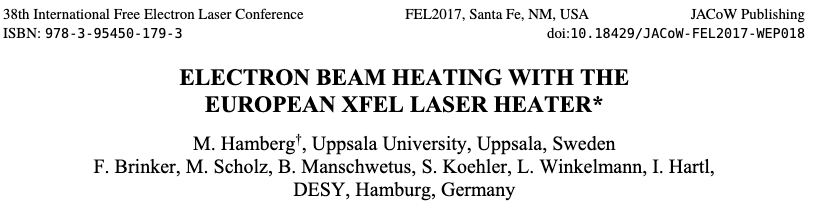 38th International Free Electron Laser Conference FEL2017, Santa Fe, NM, USA JACoW Publishing
ISBN: 978-3-95450-179-3 doi:10.18429/JACoW-FEL2017-WEP018
ELECTRON BEAM HEATING WITH THE
EUROPEAN XFEL LASER HEATER*
M. Hamberg†, Uppsala University, Uppsala, Sweden
F. Brinker, M. Scholz, B. Manschwetus, S. Koehler, L. Winkelmann, I. Hartl,
DESY, Hamburg, Germany